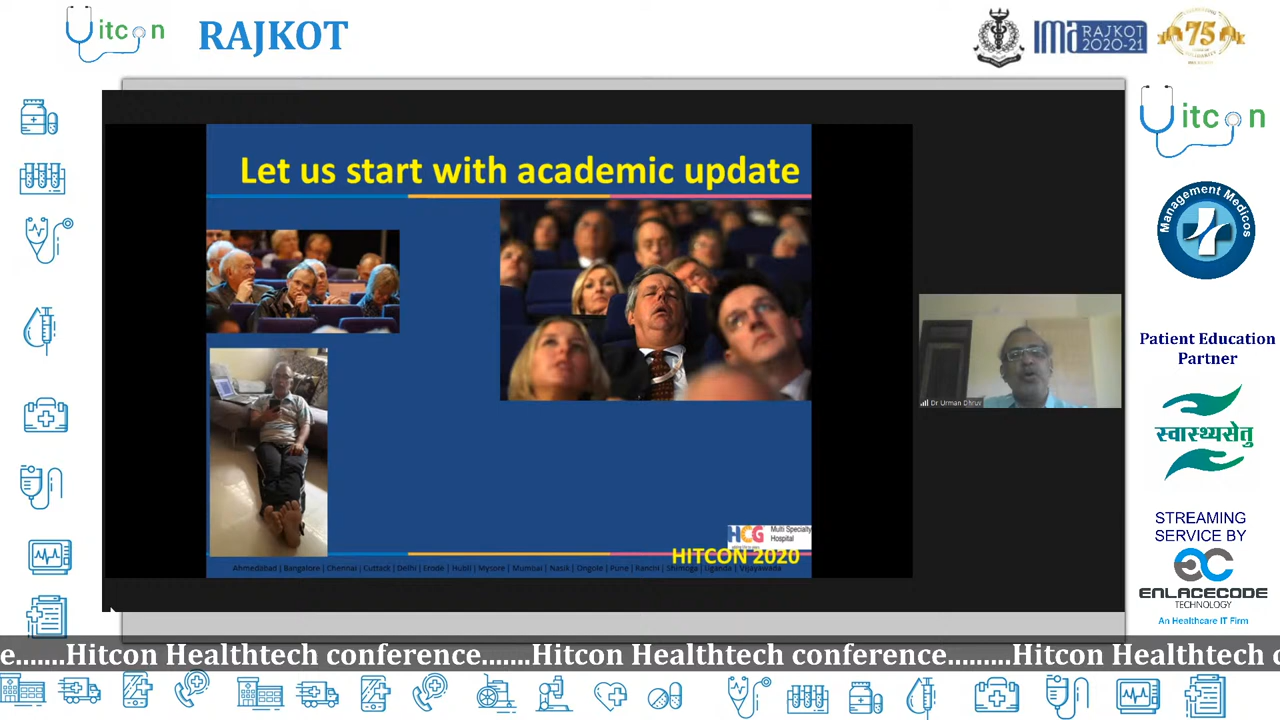 itcon
RAJKOT
ima RAJKOT
2020-21
75
itcon
Management Medicos
Let us start with academic update
Patient Education
Partner
Dr Urman Dhruv
स्वास्थ्यसेतु
STREAMING
SERVICE BY
HCG
Multi Specialty
Hospital
HITCON 2020
Ahmedabad | Bangalore | Chennai | Cuttack | Delhi | Erode | Hubli | Mysore | Mumbai | Nasik | Ongole | Pune | Ranchi | Shimoga | Uganda | Vijayawada
ENLACECODE
TECHNOLOGY
An Healthcare IT Firm
e.......Hitcon Healthtech conference.......Hitcon Healthtech conference.........Hitcon Healthtech c